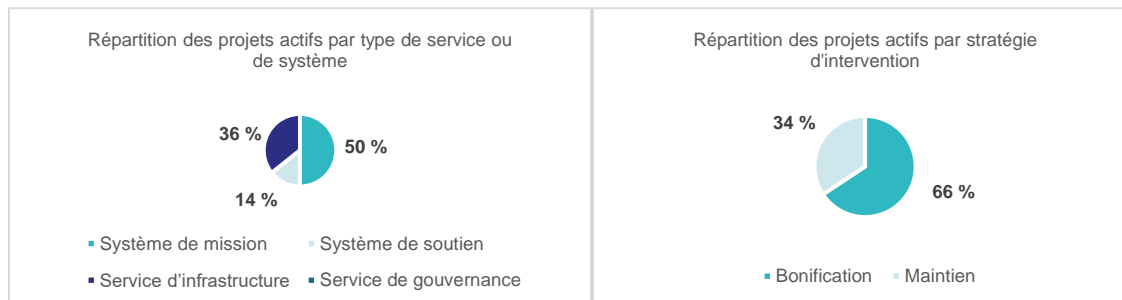 Répartition des projets actifs par type de service ou
de système
36 %
50 %
14 %
Système de mission
Système de soutien
Service d’infrastructure
Service de gouvernance
Répartition des projets actifs par stratégie
d'intervention
34 %
66 %
Bonification
Maintien